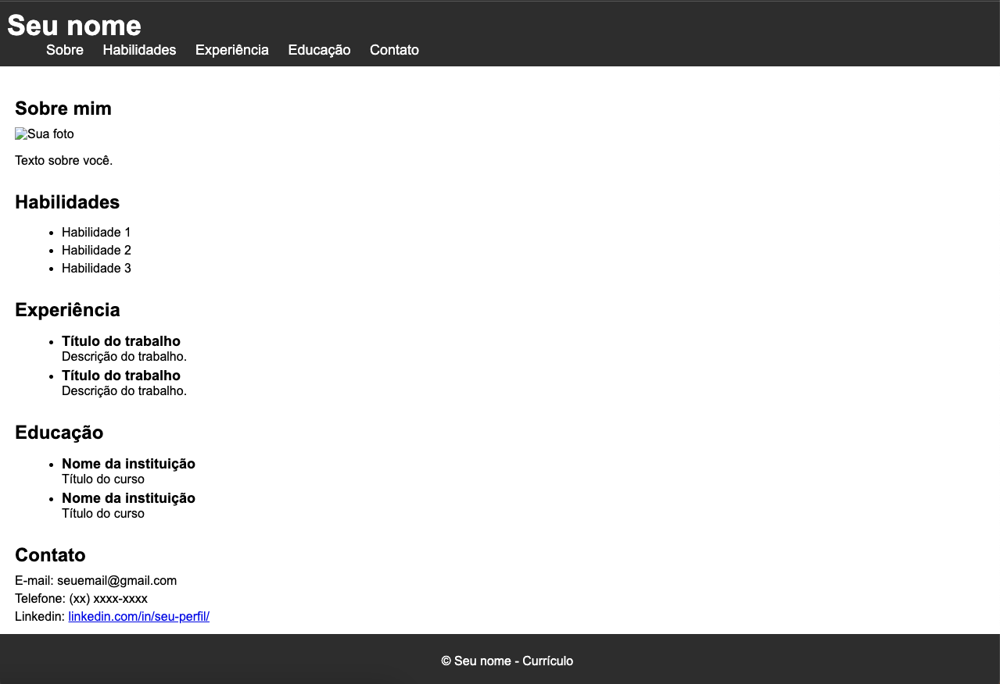 Seu nome
Sobre Habilidades Experiência Educação Contato
Sobre mim
Sua foto
Texto sobre você.
Habilidades
• Habilidade 1
• Habilidade 2
• Habilidade 3
Experiência
• Título do trabalho
Descrição do trabalho.
• Título do trabalho
Descrição do trabalho.
Educação
• Nome da instituição
Título do curso
• Nome da instituição
Título do curso
Contato
E-mail: seuemail@gmail.com
Telefone: (xx) xxxx-xxxx
Linkedin: linkedin.com/in/seu-perfil/
© Seu nome - Currículo